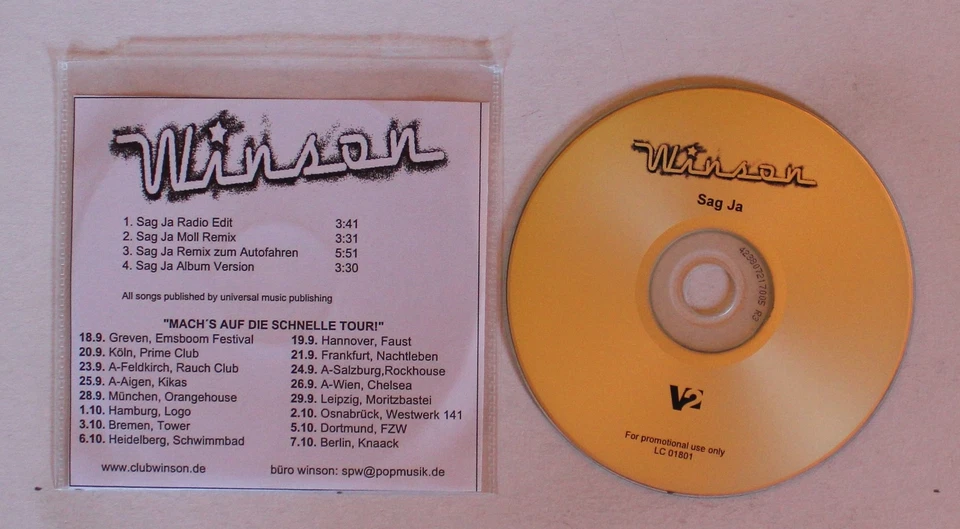 Winson
1. Sag Ja Radio Edit 3:41
2. Sag Ja Moll Remix 3:31
3. Sag Ja Remix zum Autofahren 5:51
4. Sag Ja Album Version 3:30
All songs published by universal music publishing
"MACH´S AUF DIE SCHNELLE TOUR!"
18.9. Greven, Emsboom Festival 19.9. Hannover, Faust
20.9. Köln, Prime Club 21.9. Frankfurt, Nachtleben
23.9. A-Feldkirch, Rauch Club 24.9. A-Salzburg,Rockhouse
25.9. A-Aigen, Kikas 26.9. A-Wien, Chelsea
28.9. München, Orangehouse 29.9. Leipzig, Moritzbastei
1.10. Hamburg, Logo 2.10. Osnabrück, Westwerk 141
3.10. Bremen, Tower 5.10. Dortmund, FZW
6.10. Heidelberg, Schwimmbad 7.10. Berlin, Knaack
www.clubwinson.de büro winson: spw@popmusik.de
Winson
Sag Ja
V2
For promotional use only
LC 01801